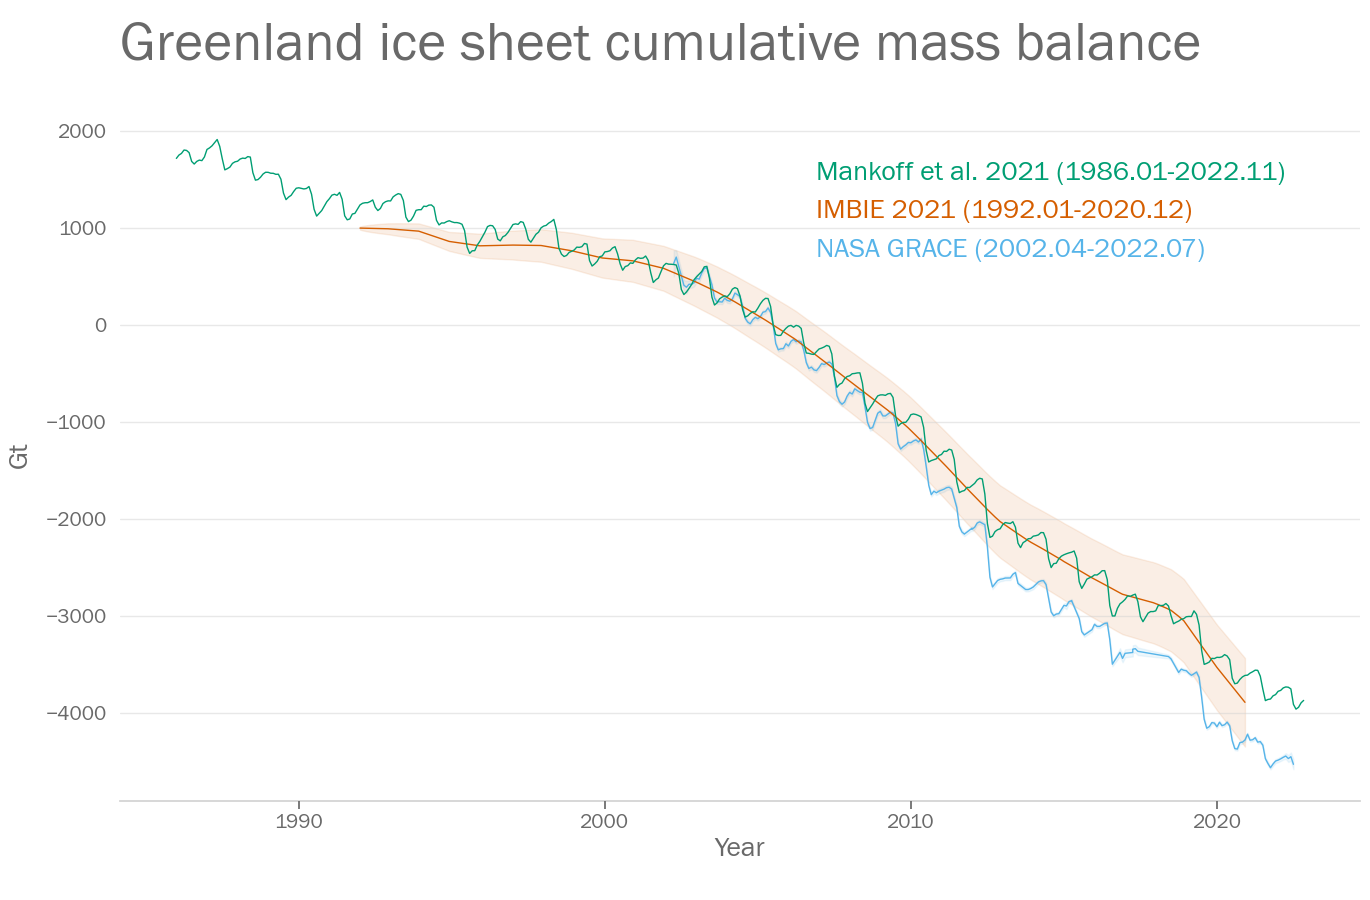 Greenland ice sheet cumulative mass balance
2000
1000
0
−1000
−2000
−3000
−4000
Gt
Mankoff et al. 2021 (1986.01-2022.11)
IMBIE 2021 (1992.01-2020.12)
NASA GRACE (2002.04-2022.07)
1990
2000
2010
2020
Year